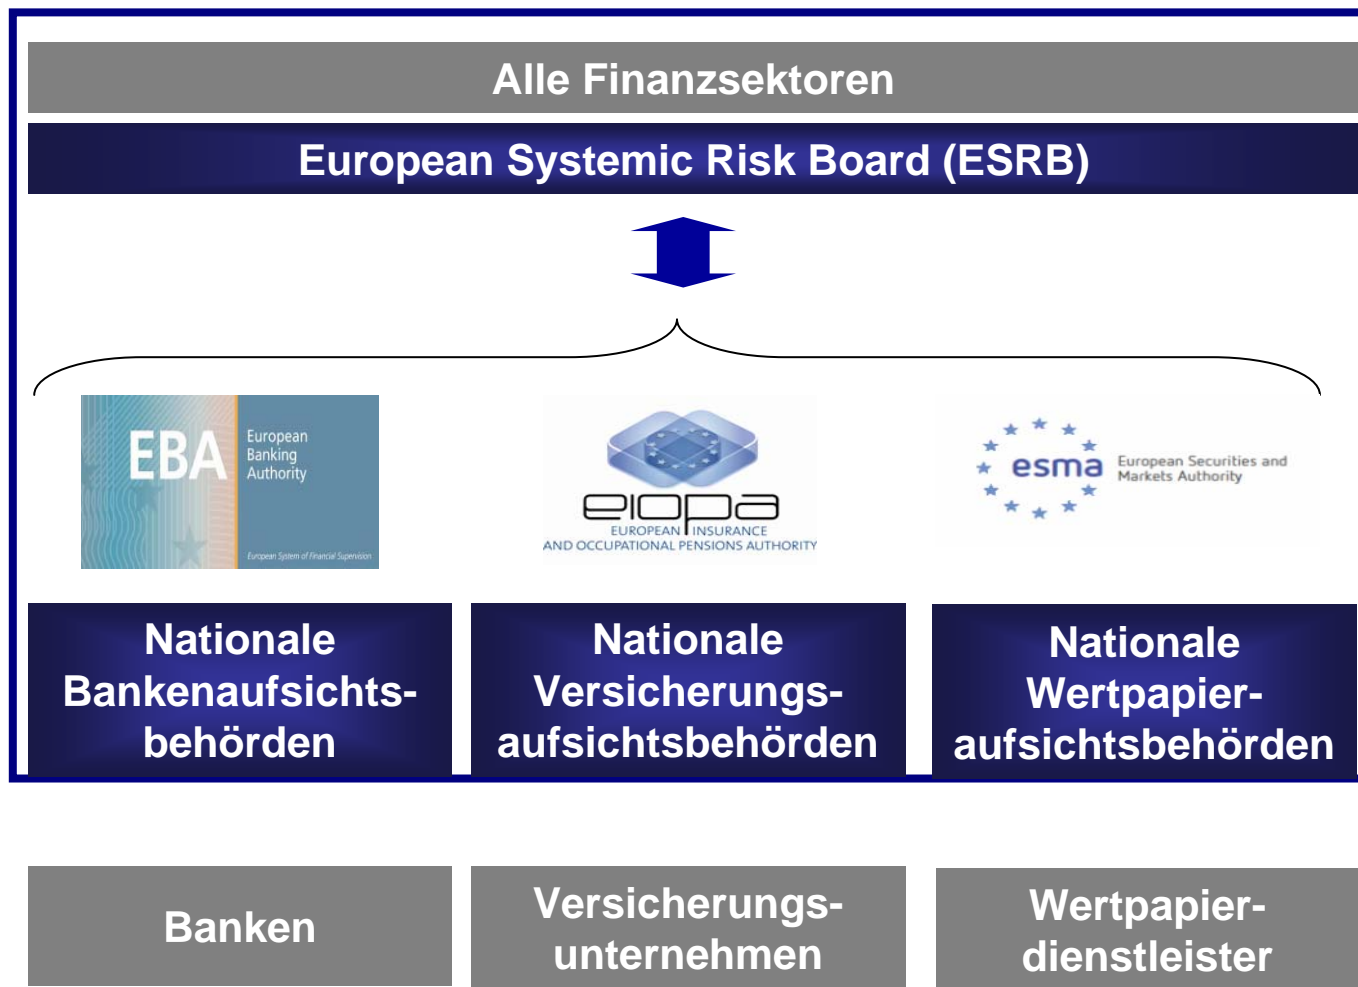 Alle Finanzsektoren
European Systemic Risk Board (ESRB)
EBA
European
Banking
Authority
European System of Financial Supervision
eiopa
EUROPEAN INSURANCE
AND OCCUPATIONAL PENSIONS AUTHORITY
esma
European Securities and
Markets Authority
Nationale
Bankenaufsichts-
behörden
Nationale
Versicherungs-
aufsichtsbehörden
Nationale
Wertpapier-
aufsichtsbehörden
Banken
Versicherungs-
unternehmen
Wertpapier-
dienstleister